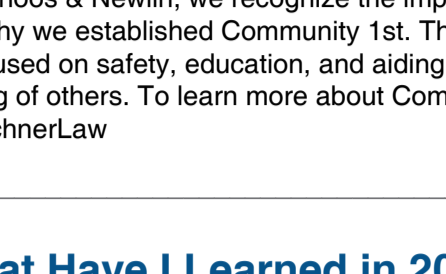 hoos & Newlin, we recognize the imp
hy we established Community 1st. Th
used on safety, education, and aiding
g of others. To learn more about Com
chnerLaw
at Have I Learned in 20